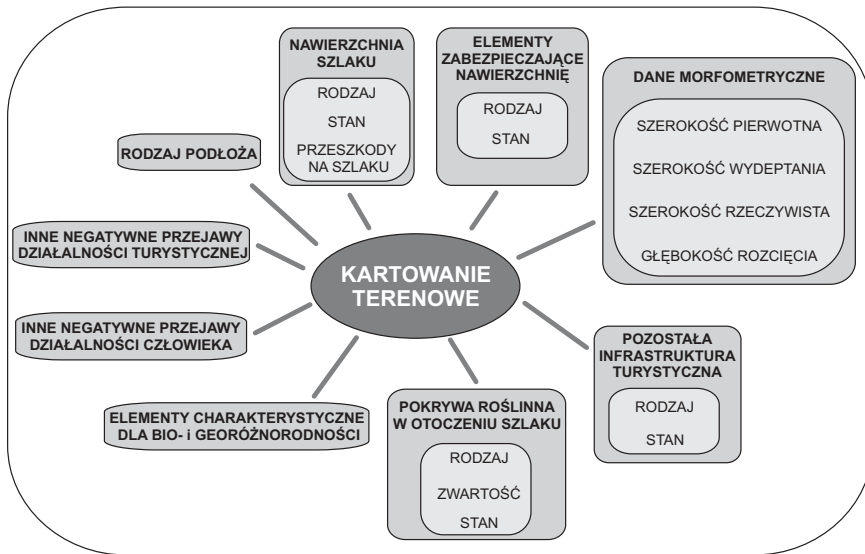 NAWIERZCHNIA
SZLAKU
RODZAJ
STAN
PRZESZKODY
NA SZLAKU
ELEMENTY
ZABEZPIECZAJĄCE
NAWIERZCHNIĘ
RODZAJ
STAN
DANE MORFOMETRYCZNE
SZEROKOŚĆ PIERWOTNA
SZEROKOŚĆ WYDEPTANIA
SZEROKOŚĆ RZECZYWISTA
GŁĘBOKOŚĆ ROZCIĘCIA
RODZAJ PODŁOŻA
INNE NEGATYWNE PRZEJAWY
DZIAŁALNOŚCI TURYSTYCZNEJ
KARTOWANIE
TERENOWE
INNE NEGATYWNE PRZEJAWY
DZIAŁALNOŚCI CZŁOWIEKA
POZOSTAŁA
INFRASTRUKTURA
TURYSTYCZNA
RODZAJ
STAN
ELEMENTY CHARAKTERYSTYCZNE
DLA BIO- i GEORÓŻNORODNOŚCI
POKRYWA ROŚLINNA
W OTOCZENIU SZLAKU
RODZAJ
ZWARTOŚĆ
STAN